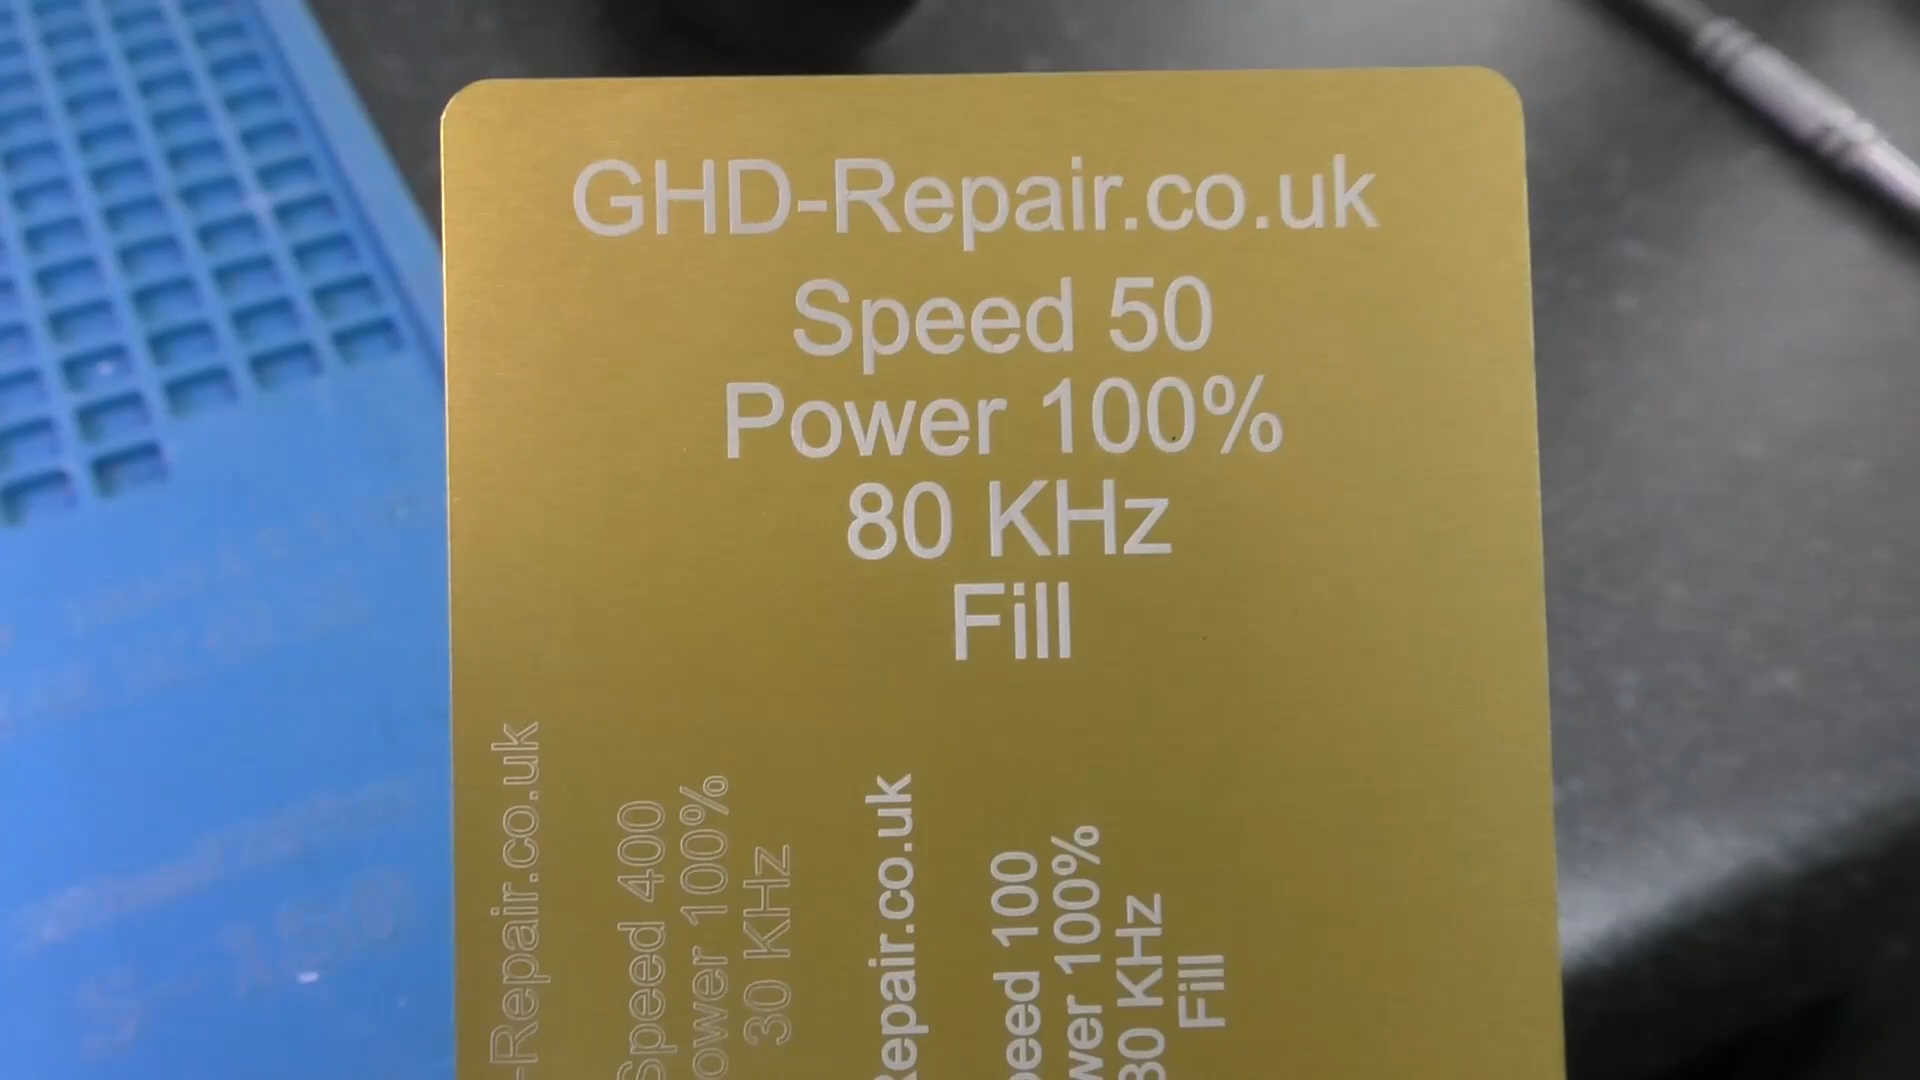 GHD-Repair.co.uk
Speed 50
Power 100%
80 KHz
Fill
-Repair.co.uk
Speed 400
ower 100%
30 KHz
Repair.co.uk
peed 100
wer 100%
80 KHz
Fill